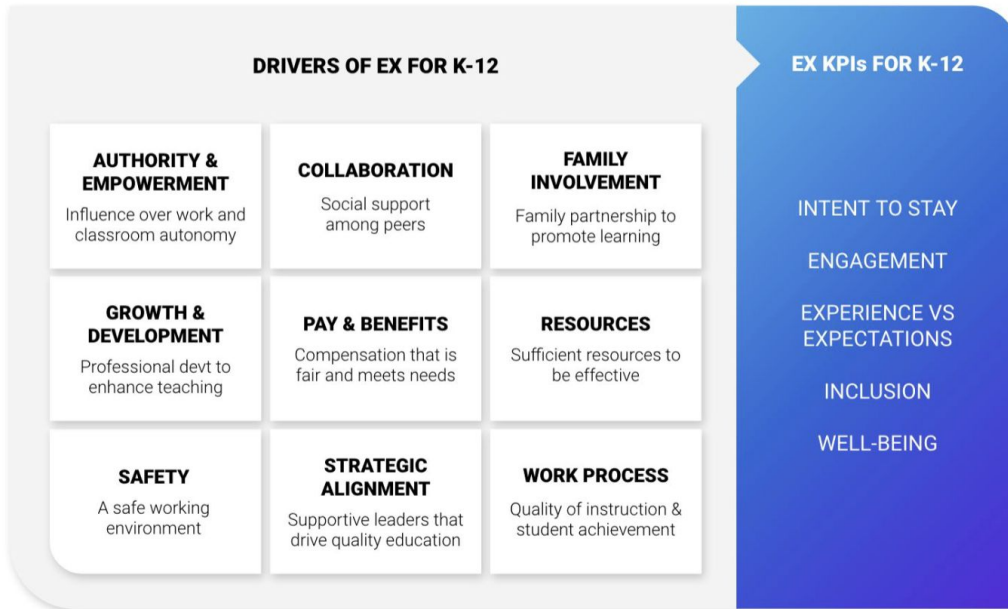 DRIVERS OF EX FOR K-12
AUTHORITY &
EMPOWERMENT
Influence over work and
classroom autonomy
COLLABORATION
Social support
among peers
FAMILY
INVOLVEMENT
Family partnership to
promote learning
GROWTH &
DEVELOPMENT
Professional devt to
enhance teaching
PAY & BENEFITS
Compensation that is
fair and meets needs
RESOURCES
Sufficient resources to
be effective
SAFETY
A safe working
environment
STRATEGIC
ALIGNMENT
Supportive leaders that
drive quality education
WORK PROCESS
Quality of instruction &
student achievement
EX KPIs FOR K-12
INTENT TO STAY
ENGAGEMENT
EXPERIENCE VS
EXPECTATIONS
INCLUSION
WELL-BEING